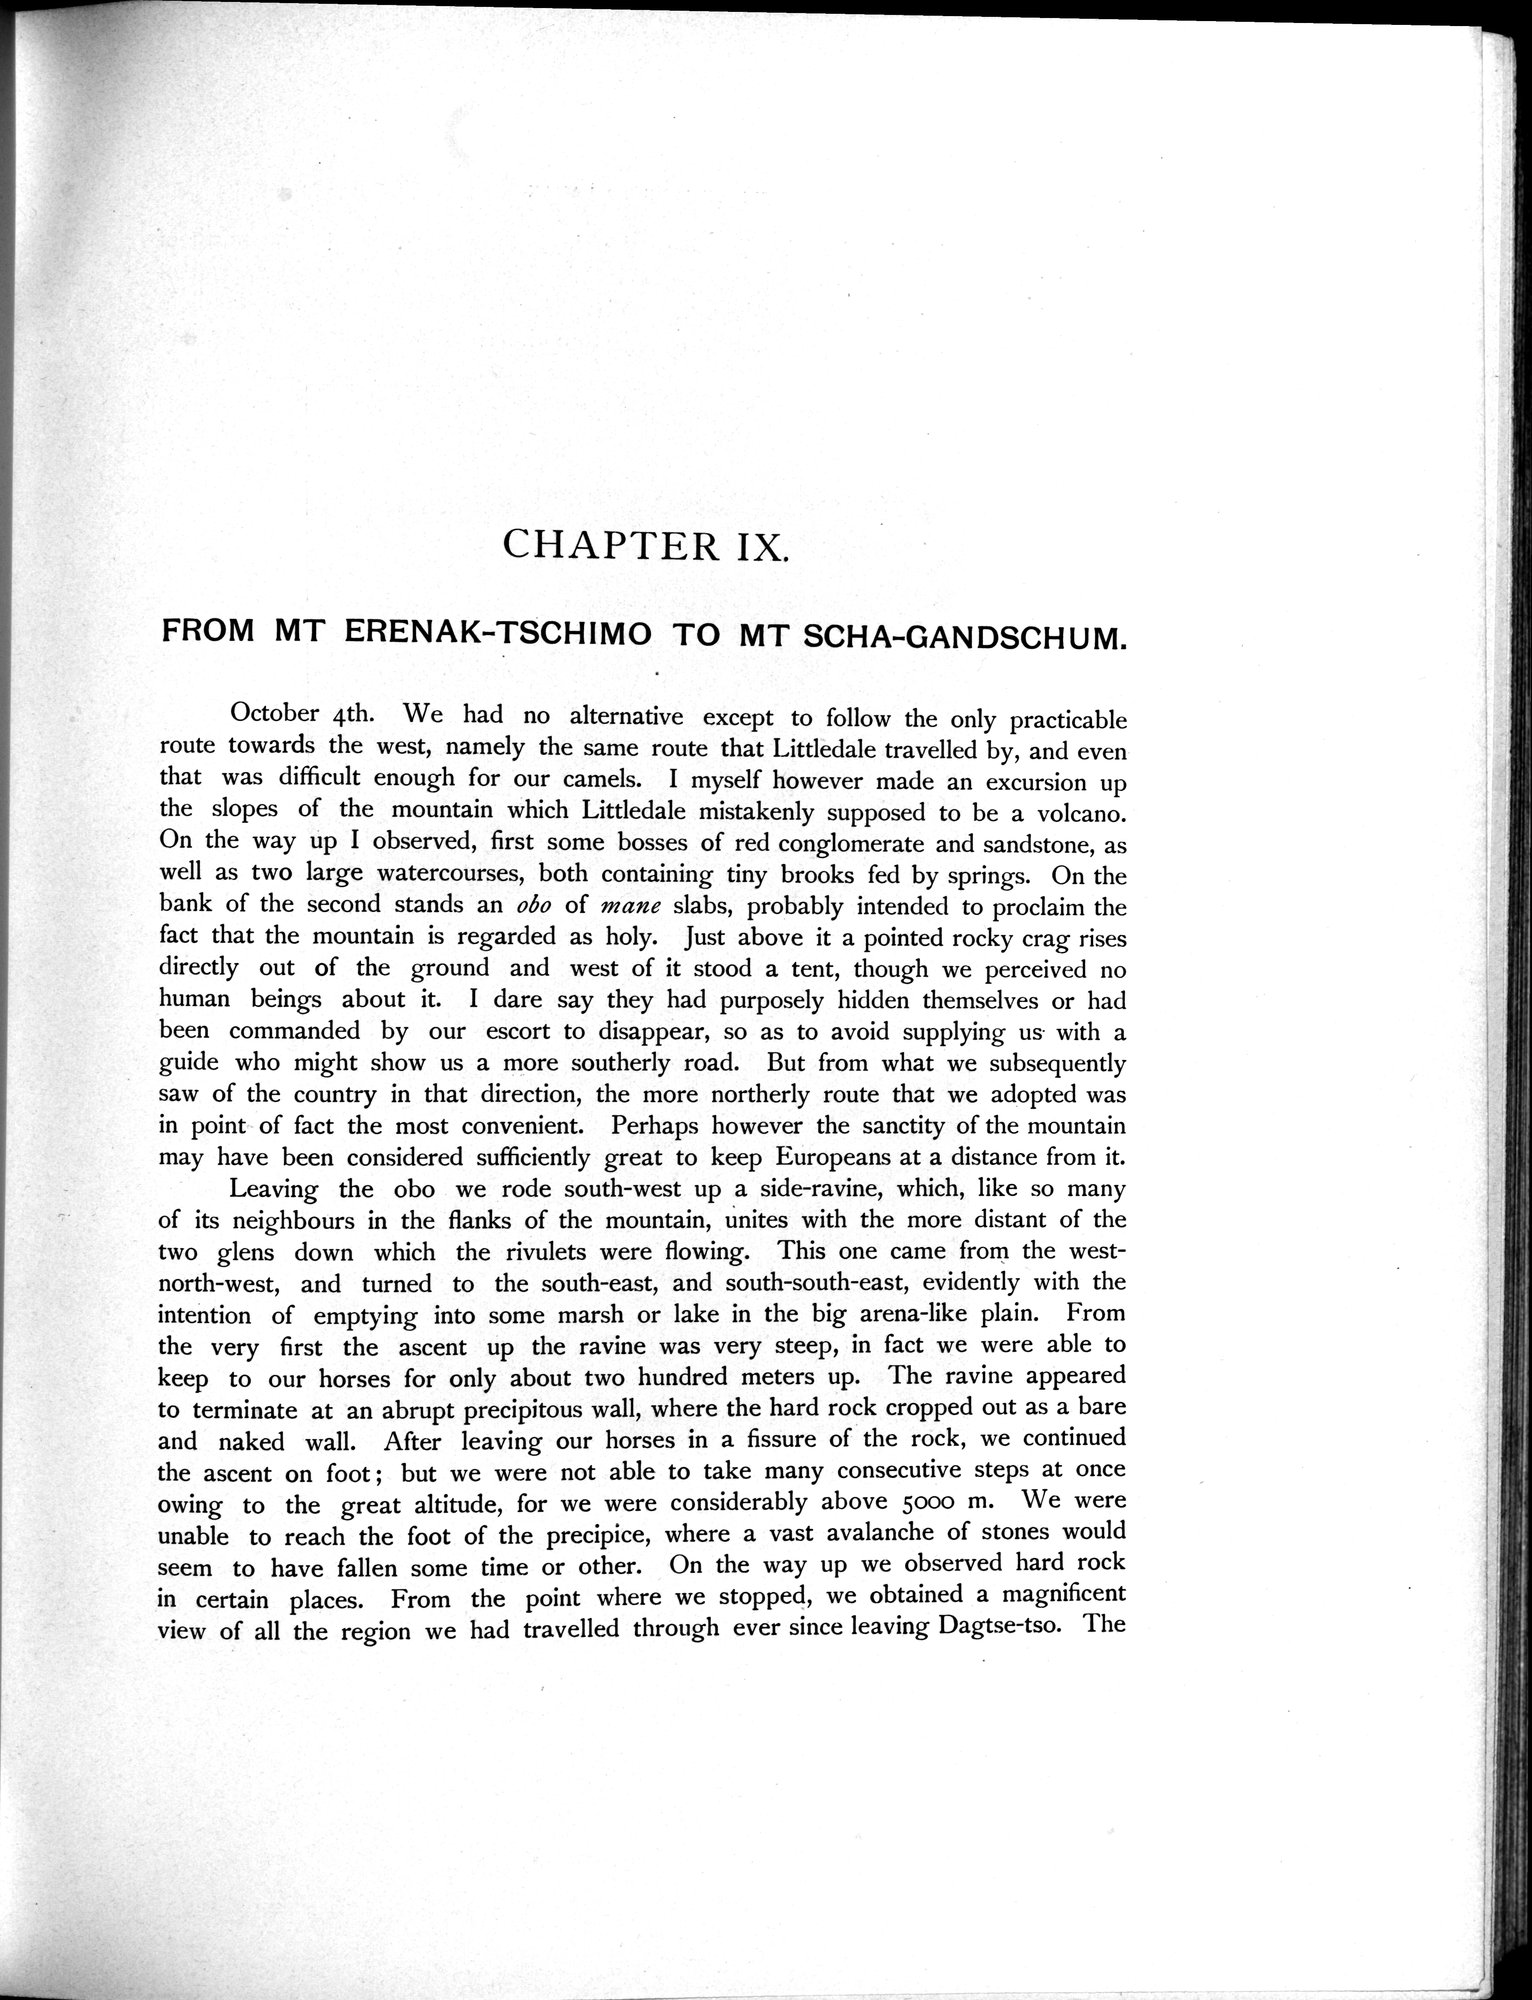 CHAPTER IX.
FROM MT ERENAK-TSCHIMO TO MT SCHA-GANDSCHUM.
October 4th. We had no alternative except to follow the only practicable
route towards the west, namely the same route that Littledale travelled by, and even
that was difficult enough for our camels. I myself however made an excursion up
the slopes of the mountain which Littledale mistakenly supposed to be a volcano.
On the way up I observed, first some bosses of red conglomerate and sandstone, as
well as two large watercourses, both containing tiny brooks fed by springs. On the
bank of the second stands an obo of mane slabs, probably intended to proclaim the
fact that the mountain is regarded as holy. Just above it a pointed rocky crag rises
directly out of the ground and west of it stood a tent, though we perceived no
human beings about it. I dare say they had purposely hidden themselves or had
been commanded by our escort to disappear, so as to avoid supplying us with a
guide who might show us a more southerly road. But from what we subsequently
saw of the country in that direction, the more northerly route that we adopted was
in point of fact the most convenient. Perhaps however the sanctity of the mountain
may have been considered sufficiently great to keep Europeans at a distance from it.
Leaving the obo we rode south-west up a side-ravine, which, like so many
of its neighbours in the flanks of the mountain, unites with the more distant of the
two glens down which the rivulets were flowing. This one came from the west-
north-west, and turned to the south-east, and south-south-east, evidently with the
intention of emptying into some marsh or lake in the big arena-like plain. From
the very first the ascent up the ravine was very steep, in fact we were able to
keep to our horses for only about two hundred meters up. The ravine appeared
to terminate at an abrupt precipitous wall, where the hard rock cropped out as a bare
and naked wall. After leaving our horses in a fissure of the rock, we continued
the ascent on foot; but we were not able to take many consecutive steps at once
owing to the great altitude, for we were considerably above 5000 m. We were
unable to reach the foot of the precipice, where a vast avalanche of stones would
seem to have fallen some time or other. On the way up we observed hard rock
in certain places. From the point where we stopped, we obtained a magnificent
view of all the region we had travelled through ever since leaving Dagtse-tso. The